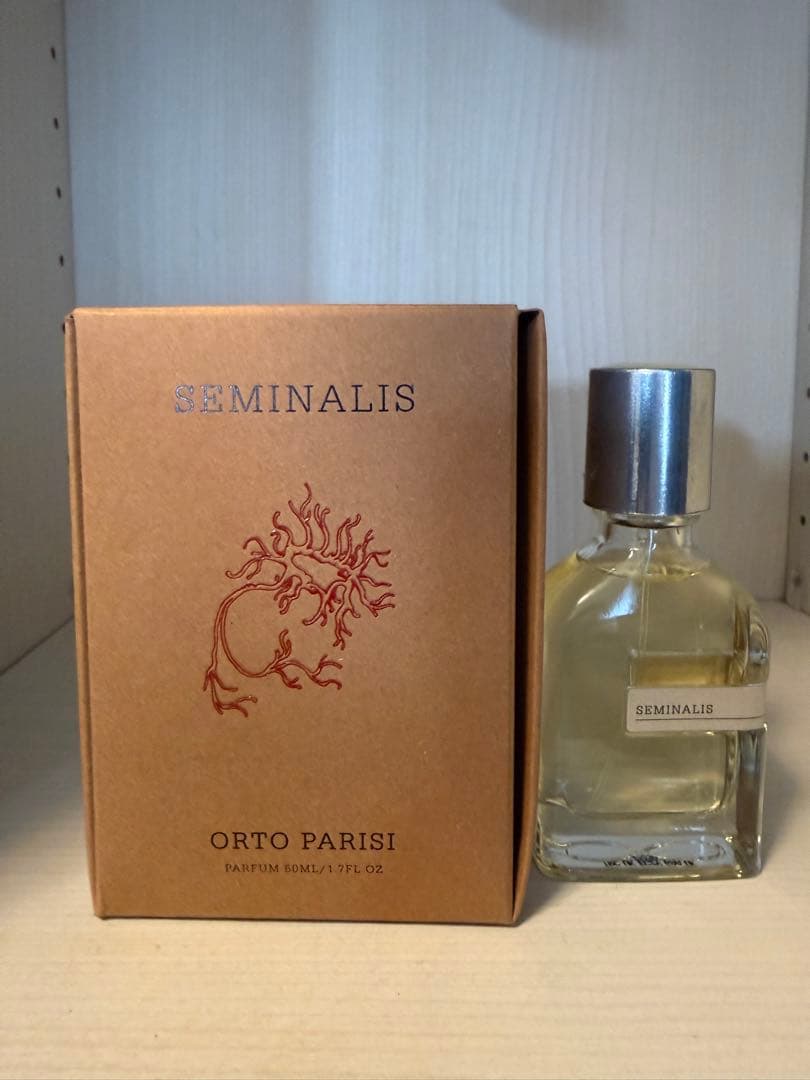 SEMINALIS
ORTO PARISI
PARFUM 50ML/1.7FL OZ
SEMINALIS